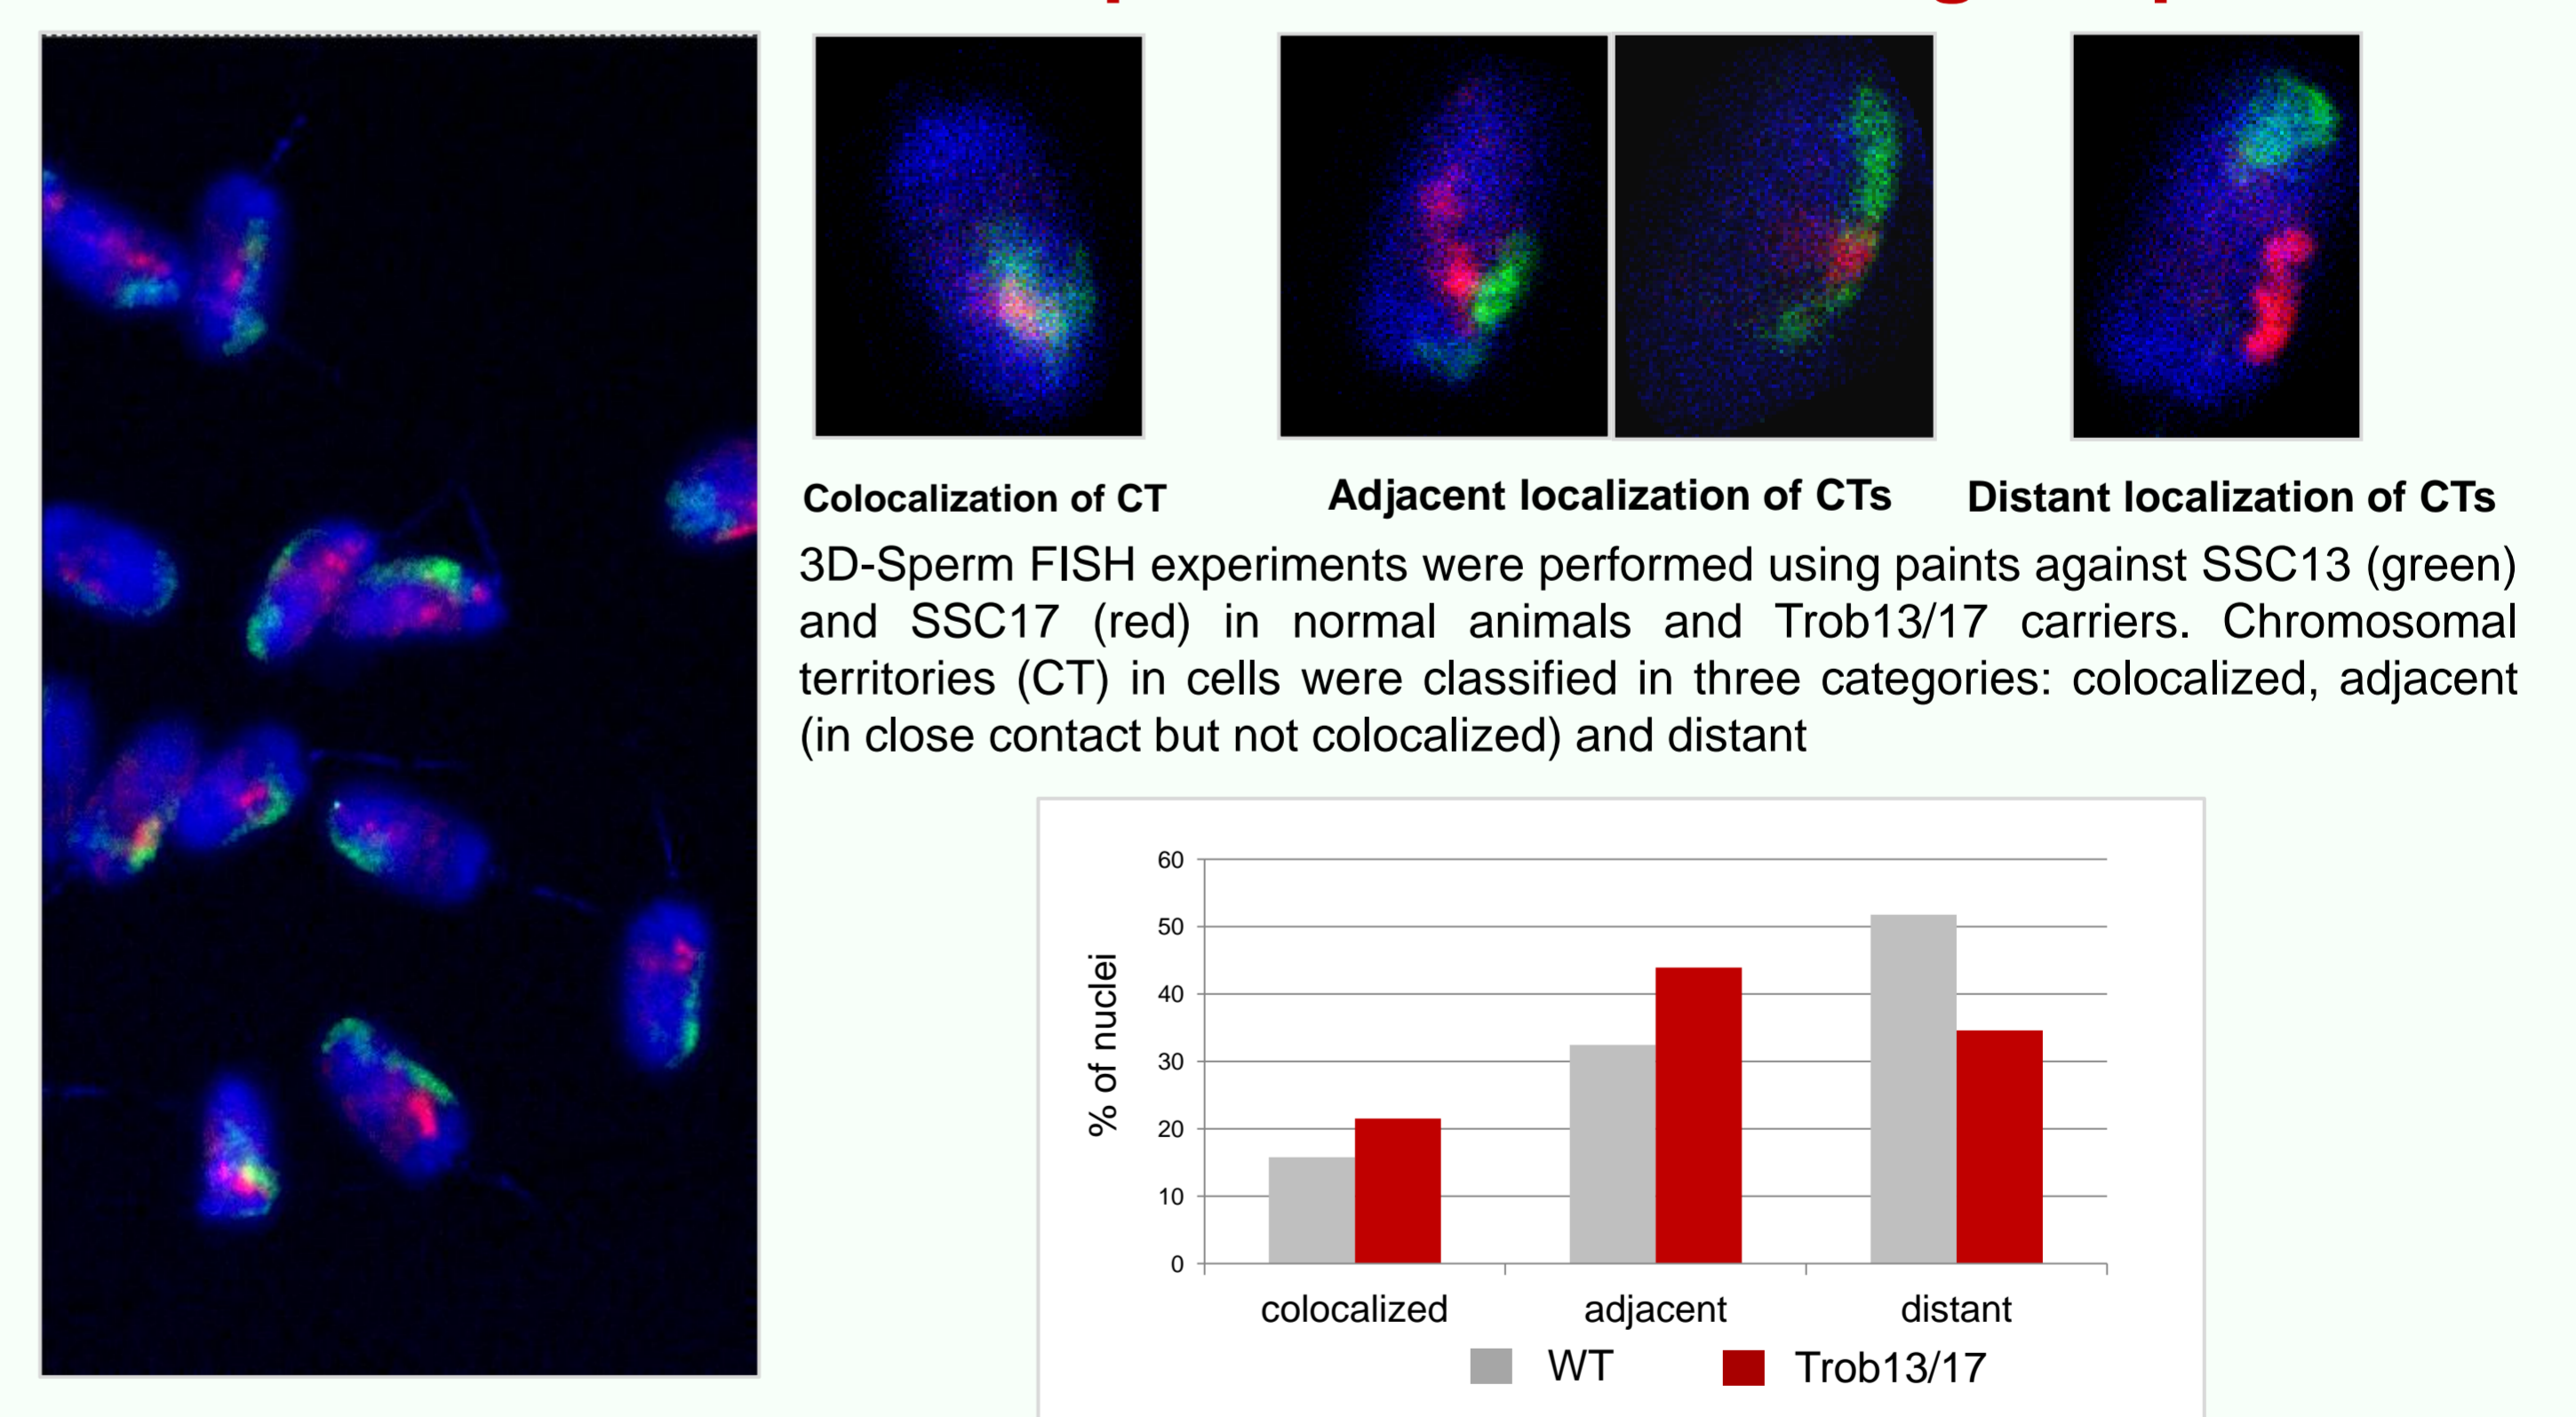 Colocalization of CT
Adjacent localization of CTs
Distant localization of CTs
3D-Sperm FISH experiments were performed using paints against SSC13 (green)
and SSC17 (red) in normal animals and Trob13/17 carriers. Chromosomal
territories (CT) in cells were classified in three categories: colocalized, adjacent
(in close contact but not colocalized) and distant
60
50
40
30
20
10
0
% of nuclei
colocalized adjacent distant
WT Trob13/17